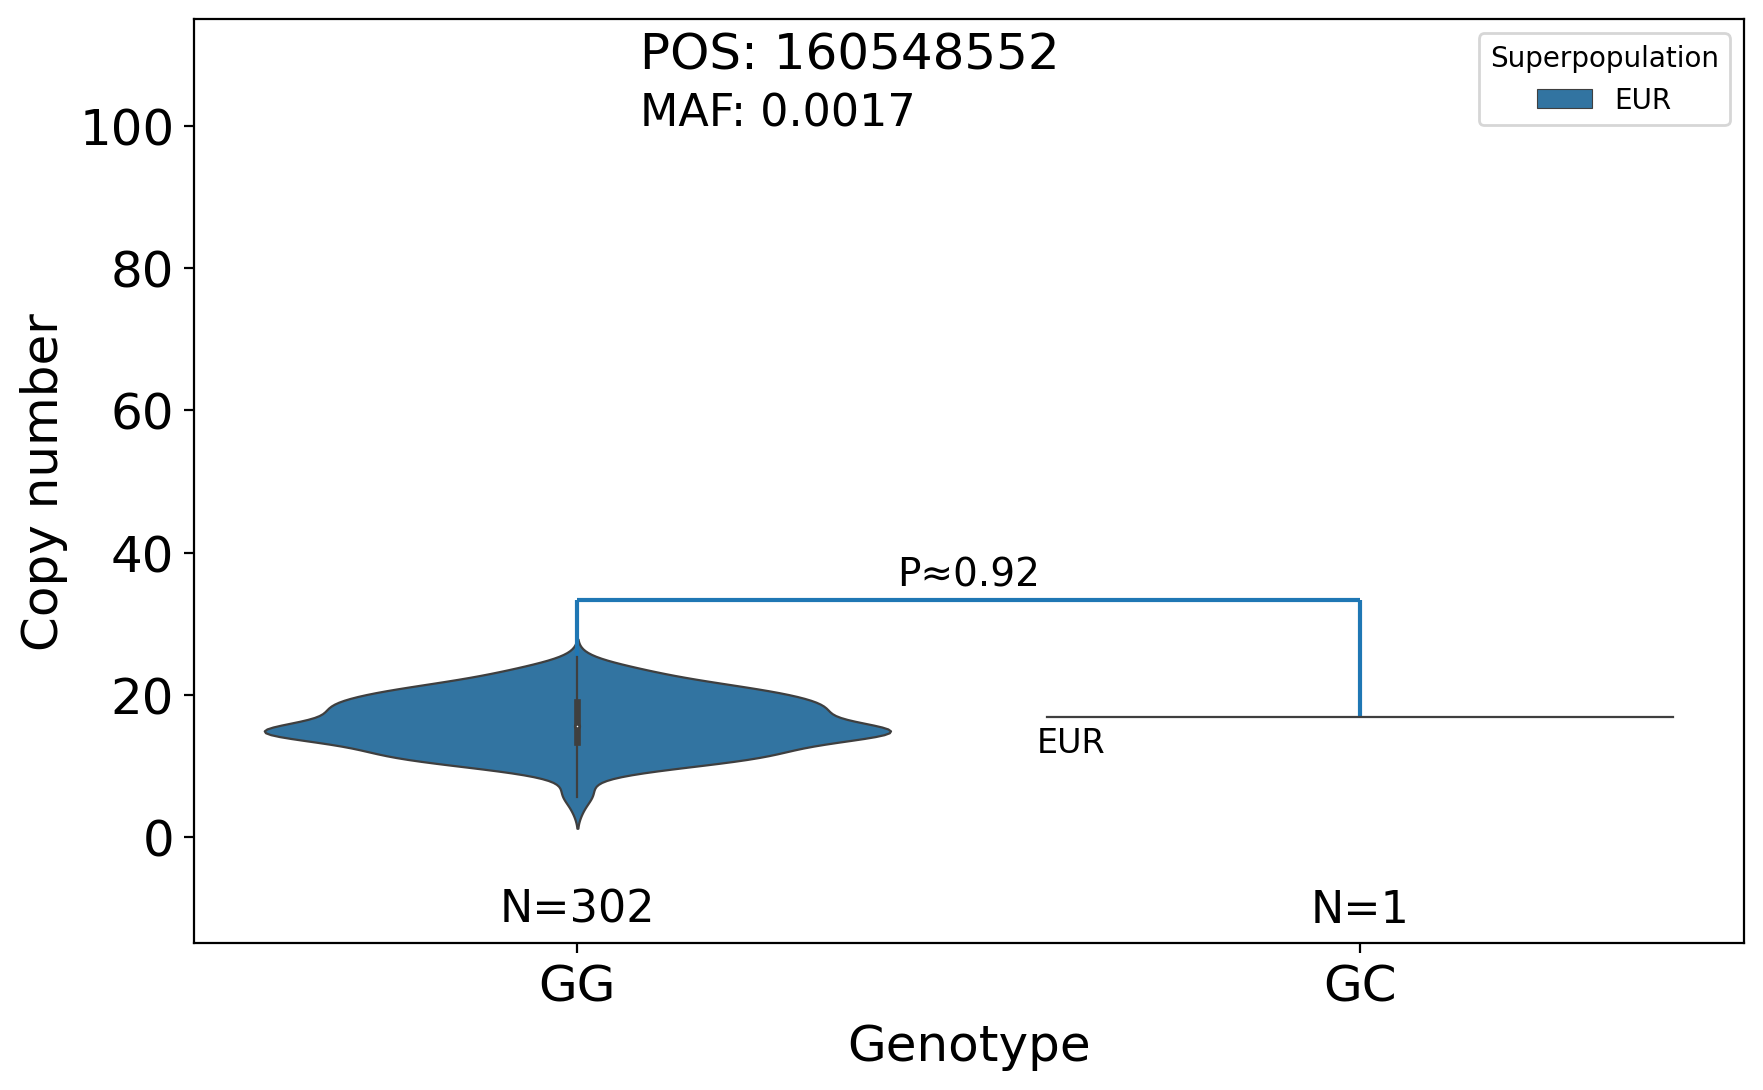 POS: 160548552
MAF: 0.0017
Superpopulation
EUR
100
80
60
40
20
0
Copy number
P≈0.92
EUR
N=302
N=1
GG
GC
Genotype